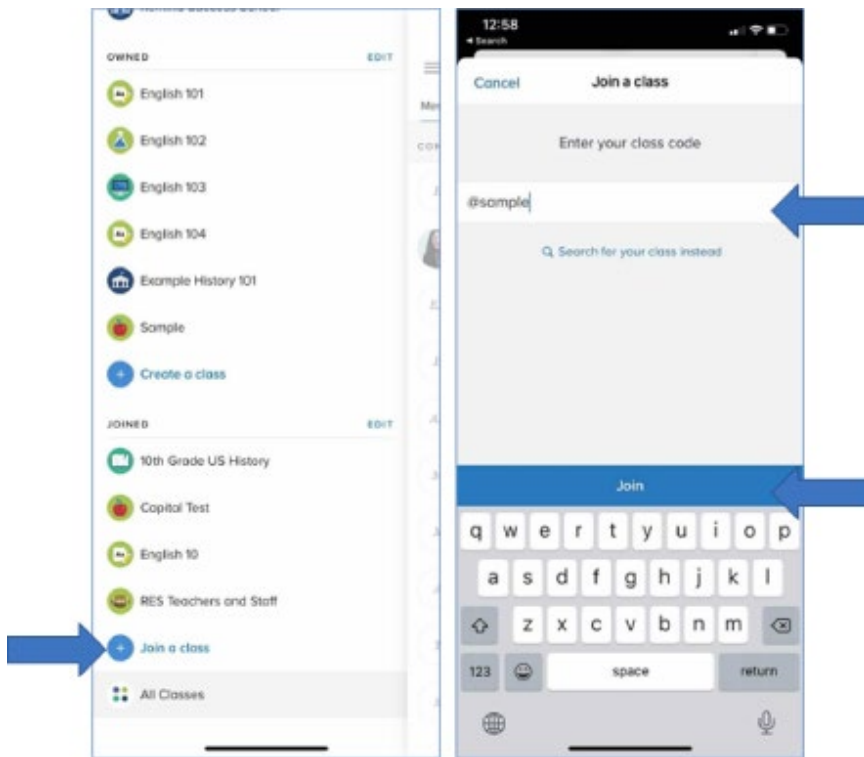 OWNED EDIT
English 101
English 102
English 103
English 104
Example History 101
Sample
Create a class
JOINED EDIT
10th Grade US History
Capital Test
English 10
RES Teachers and Staff
Join a class
All Classes
12:58
Search
Cancel Join a class
Enter your class code
@sample
Search for your class instead
Join
q w e r t y u i o p
a s d f g h j k l
z x c v b n m
123 space return